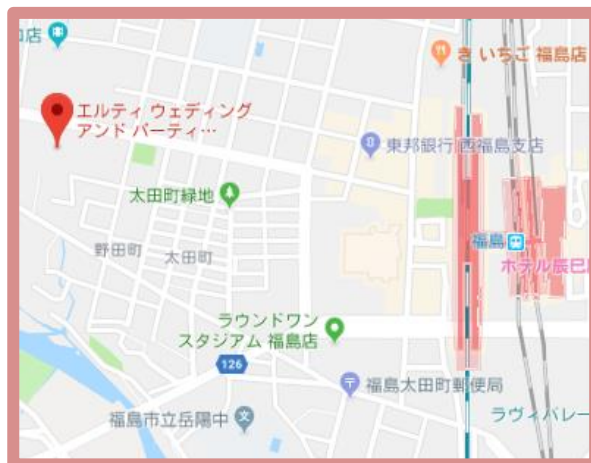 口店
き いちご 福島店
エルティ ウェディング
アンド パーティ…
東邦銀行 西福島支店
太田町緑地
野田町
太田町
福島
ホテル辰巳
ラウンドワン
スタジアム 福島店
126
福島太田町郵便局
ラヴィバレー
福島市立岳陽中